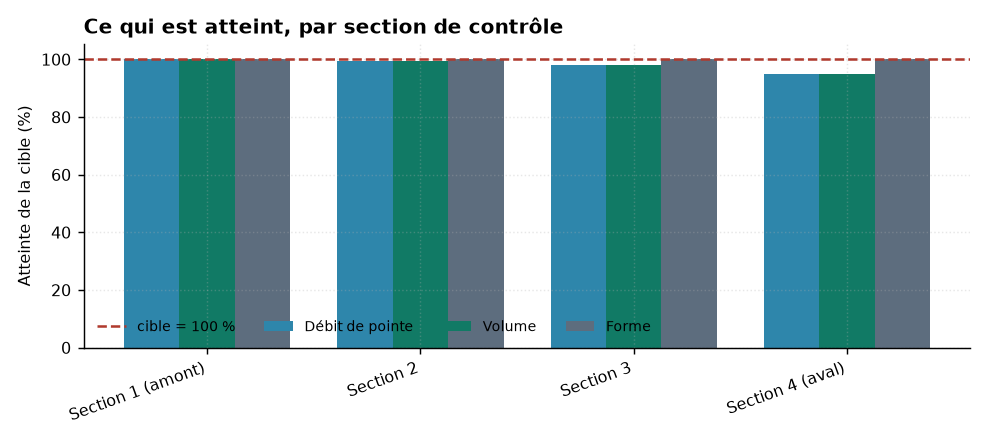 Ce qui est atteint, par section de contrôle
Atteinte de la cible (%)
100
80
60
40
20
0
cible = 100 %
Débit de pointe
Volume
Forme
Section 1 (amont)
Section 2
Section 3
Section 4 (aval)